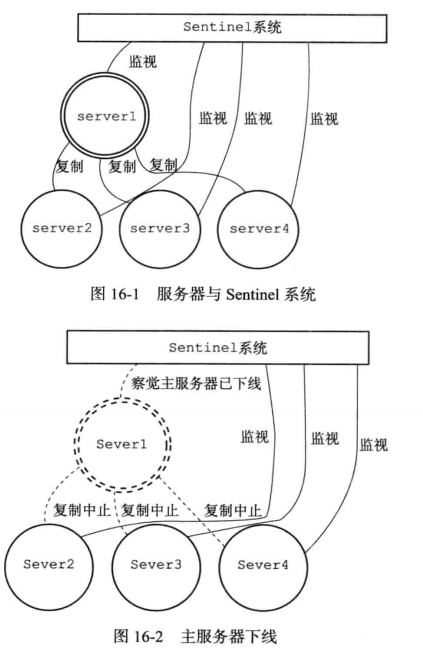 Sentinel系统
监视
server1
监视
监视
监视
复制
复制
复制
server2
server3
server4
图 16-1 服务器与 Sentinel 系统
Sentinel系统
察觉主服务器已下线
Sever1
监视
监视
监视
复制中止
复制中止
复制中止
Sever2
Sever3
Sever4
图 16-2 主服务器下线